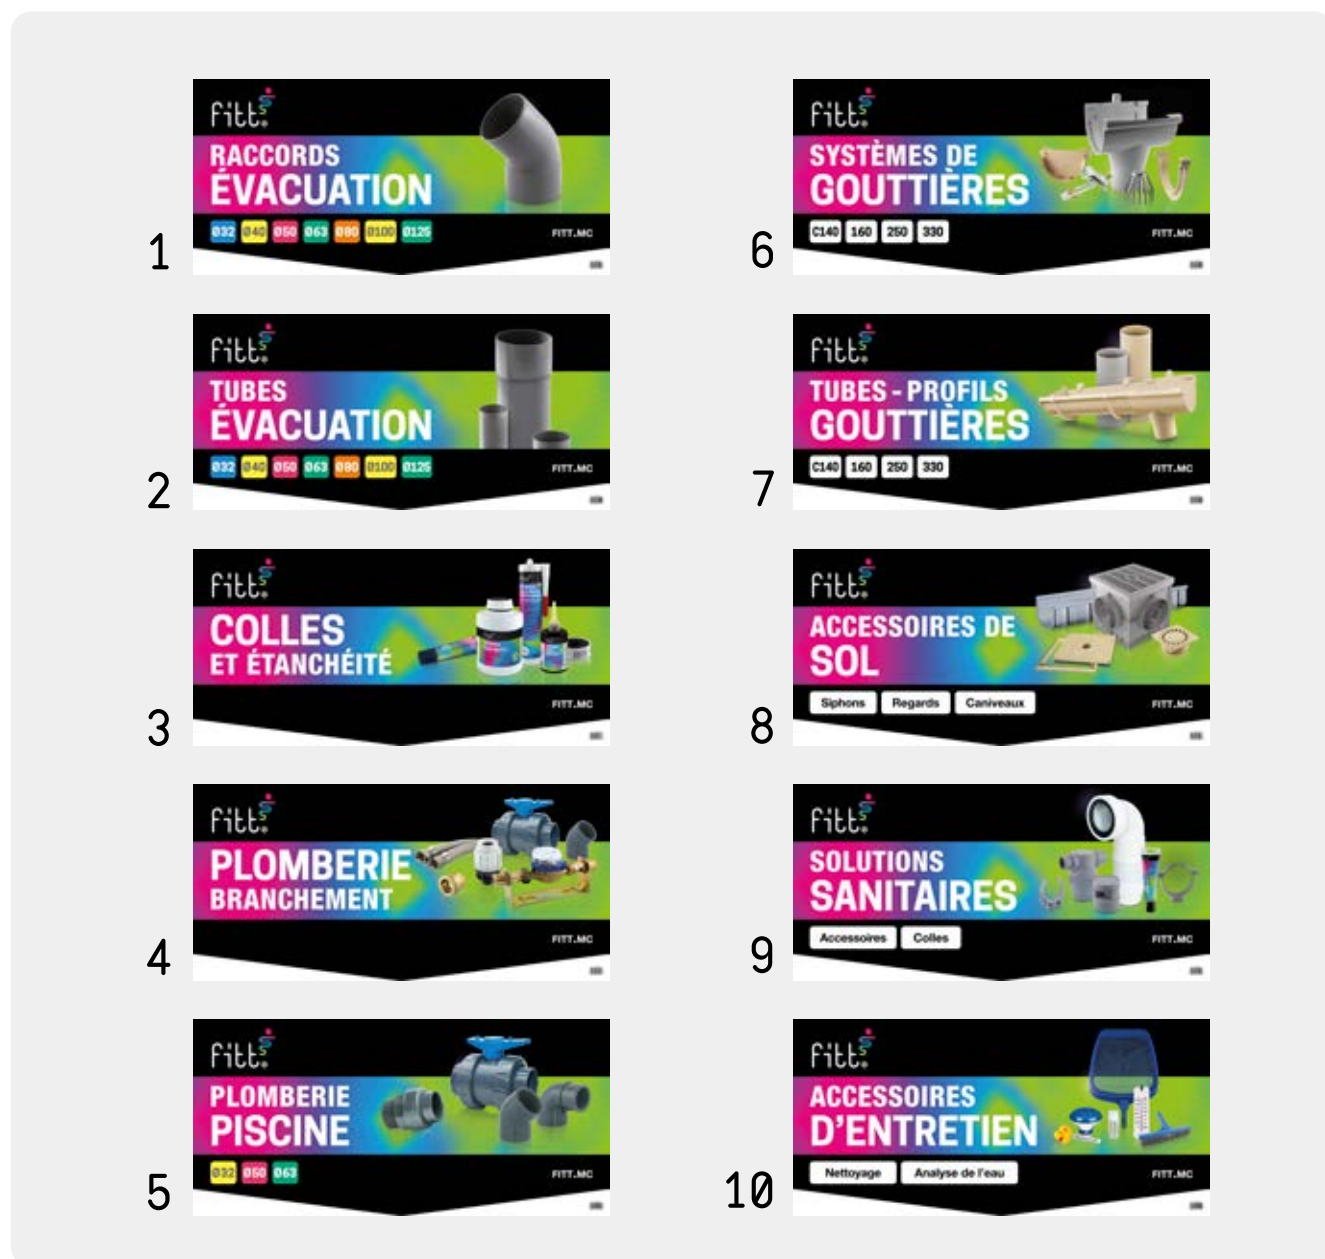 fitt
RACCORDS
ÉVACUATION
Ø32 Ø40 Ø50 Ø63 Ø80 Ø100 Ø125
FITT.MC
1
fitt
TUBES
ÉVACUATION
Ø32 Ø40 Ø50 Ø63 Ø80 Ø100 Ø125
FITT.MC
2
fitt
COLLES
ET ÉTANCHÉITÉ
FITT.MC
3
fitt
PLOMBERIE
BRANCHEMENT
FITT.MC
4
fitt
PLOMBERIE
PISCINE
Ø32 Ø50 Ø63
FITT.MC
5
fitt
SYSTÈMES DE
GOUTTIÈRES
C140 160 250 330
FITT.MC
6
fitt
TUBES - PROFILS
GOUTTIÈRES
C140 160 250 330
FITT.MC
7
fitt
ACCESSOIRES DE
SOL
Siphons Regards Caniveaux
FITT.MC
8
fitt
SOLUTIONS
SANITAIRES
Accessoires Colles
FITT.MC
9
fitt
ACCESSOIRES
D'ENTRETIEN
Nettoyage Analyse de l'eau
FITT.MC
10